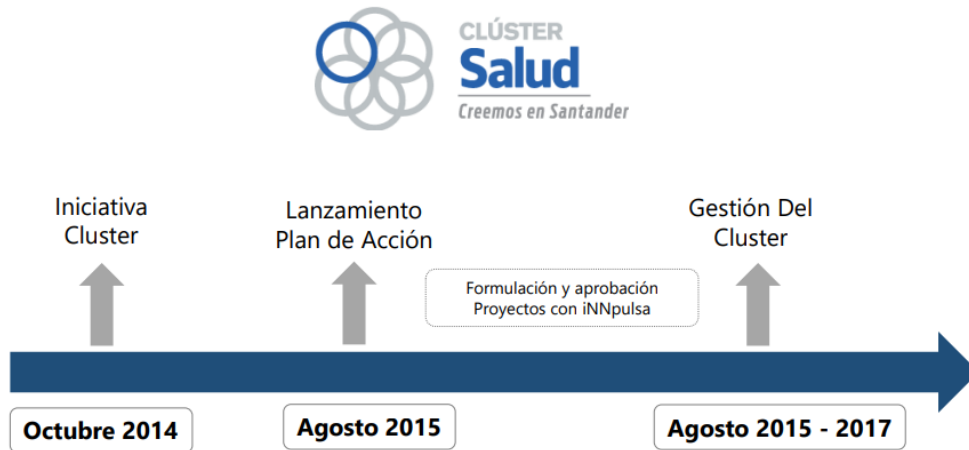 CLÚSTER
Salud
Creemos en Santander
Iniciativa
Cluster
Lanzamiento
Plan de Acción
Gestión Del
Cluster
Formulación y aprobación
Proyectos con iNNpulsa
Octubre 2014
Agosto 2015
Agosto 2015 - 2017